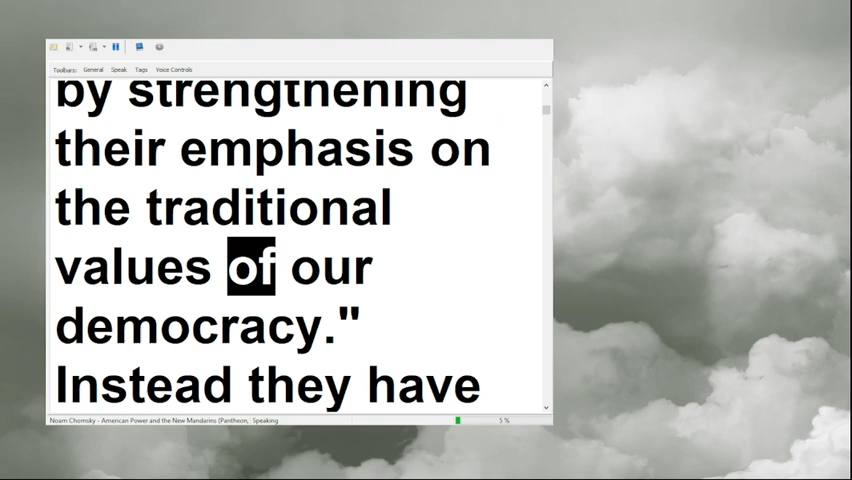 Toolbars: General Speak Tags Voice Controls
by strengthening
their emphasis on
the traditional
values of our
democracy."
Instead they have
Noam Chomsky - American Power and the New Mandarins (Pantheon, Speaking 5 %